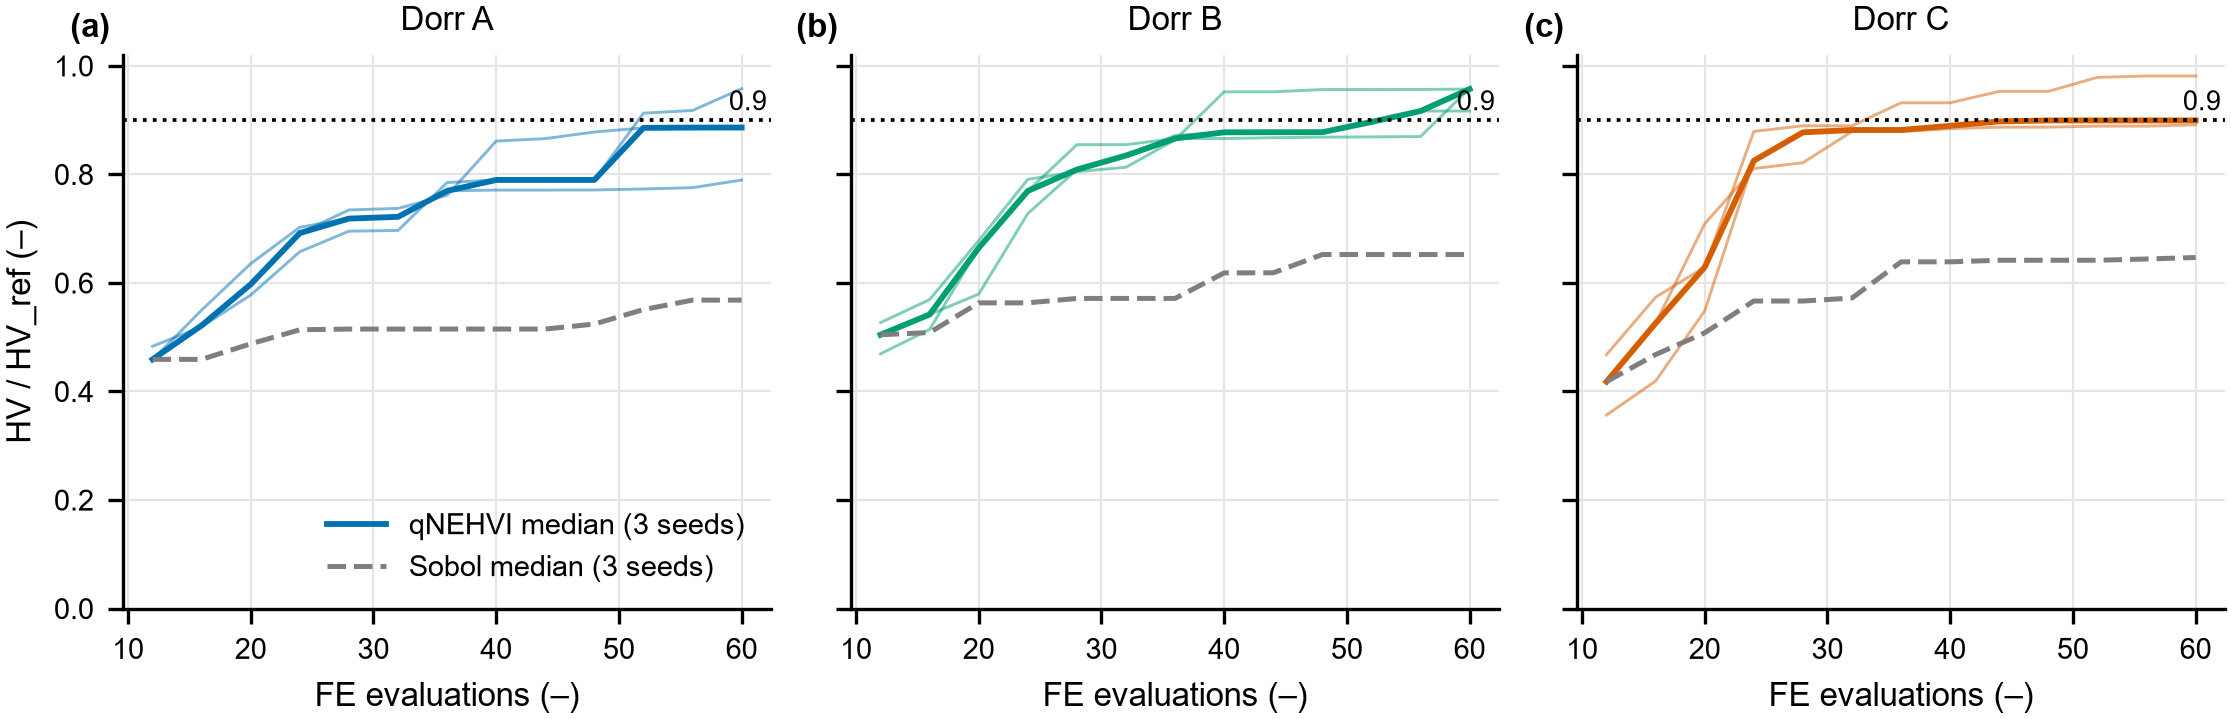 (a)
Dorr A
(b)
Dorr B
(c)
Dorr C
HV / HV_ref (–)
1.0
0.8
0.6
0.4
0.2
0.0
0.9
0.9
0.9
qNEHVI median (3 seeds)
Sobol median (3 seeds)
10 20 30 40 50 60
10 20 30 40 50 60
10 20 30 40 50 60
FE evaluations (–)
FE evaluations (–)
FE evaluations (–)